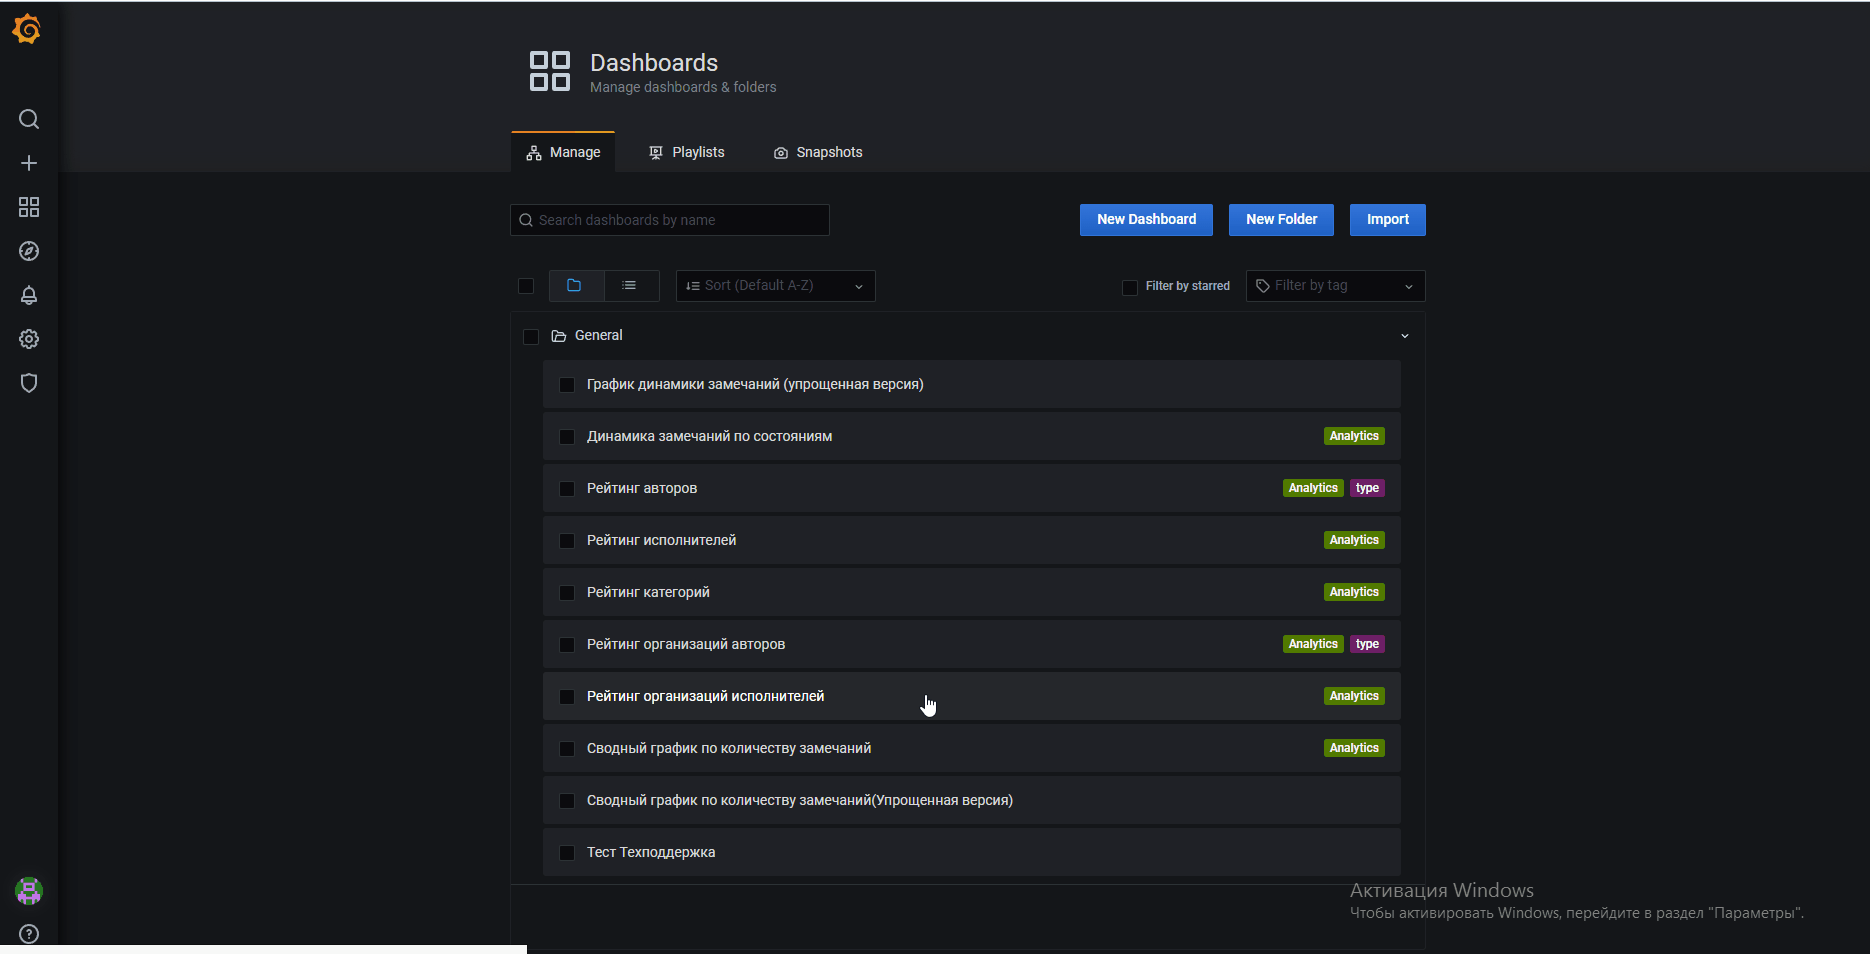 Dashboards
Manage dashboards & folders
Manage
Playlists
Snapshots
Search dashboards by name
New Dashboard
New Folder
Import
Sort (Default A-Z)
Filter by starred
Filter by tag
General
График динамики замечаний (упрощенная версия)
Динамика замечаний по состояниям
Analytics
Рейтинг авторов
Analytics
type
Рейтинг исполнителей
Analytics
Рейтинг категорий
Analytics
Рейтинг организаций авторов
Analytics
type
Рейтинг организаций исполнителей
Analytics
Сводный график по количеству замечаний
Analytics
Сводный график по количеству замечаний(Упрощенная версия)
Тест Техподдержка
Активация Windows
Чтобы активировать Windows, перейдите в раздел "Параметры".